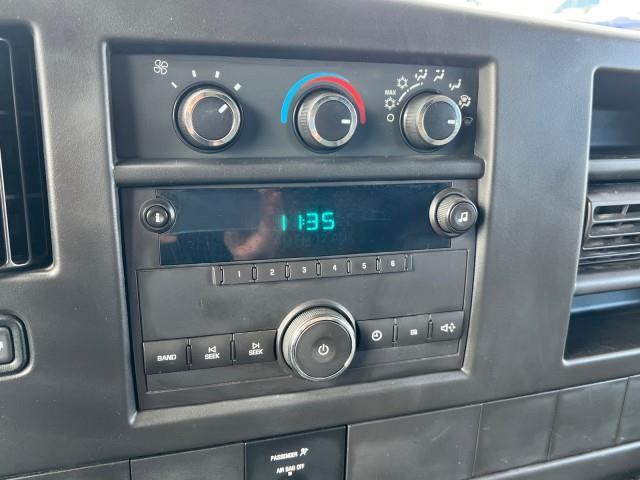 MAX
11:35
1 2 3 4 5 6
BAND SEEK SEEK
PASSENGER
AIR BAG OFF